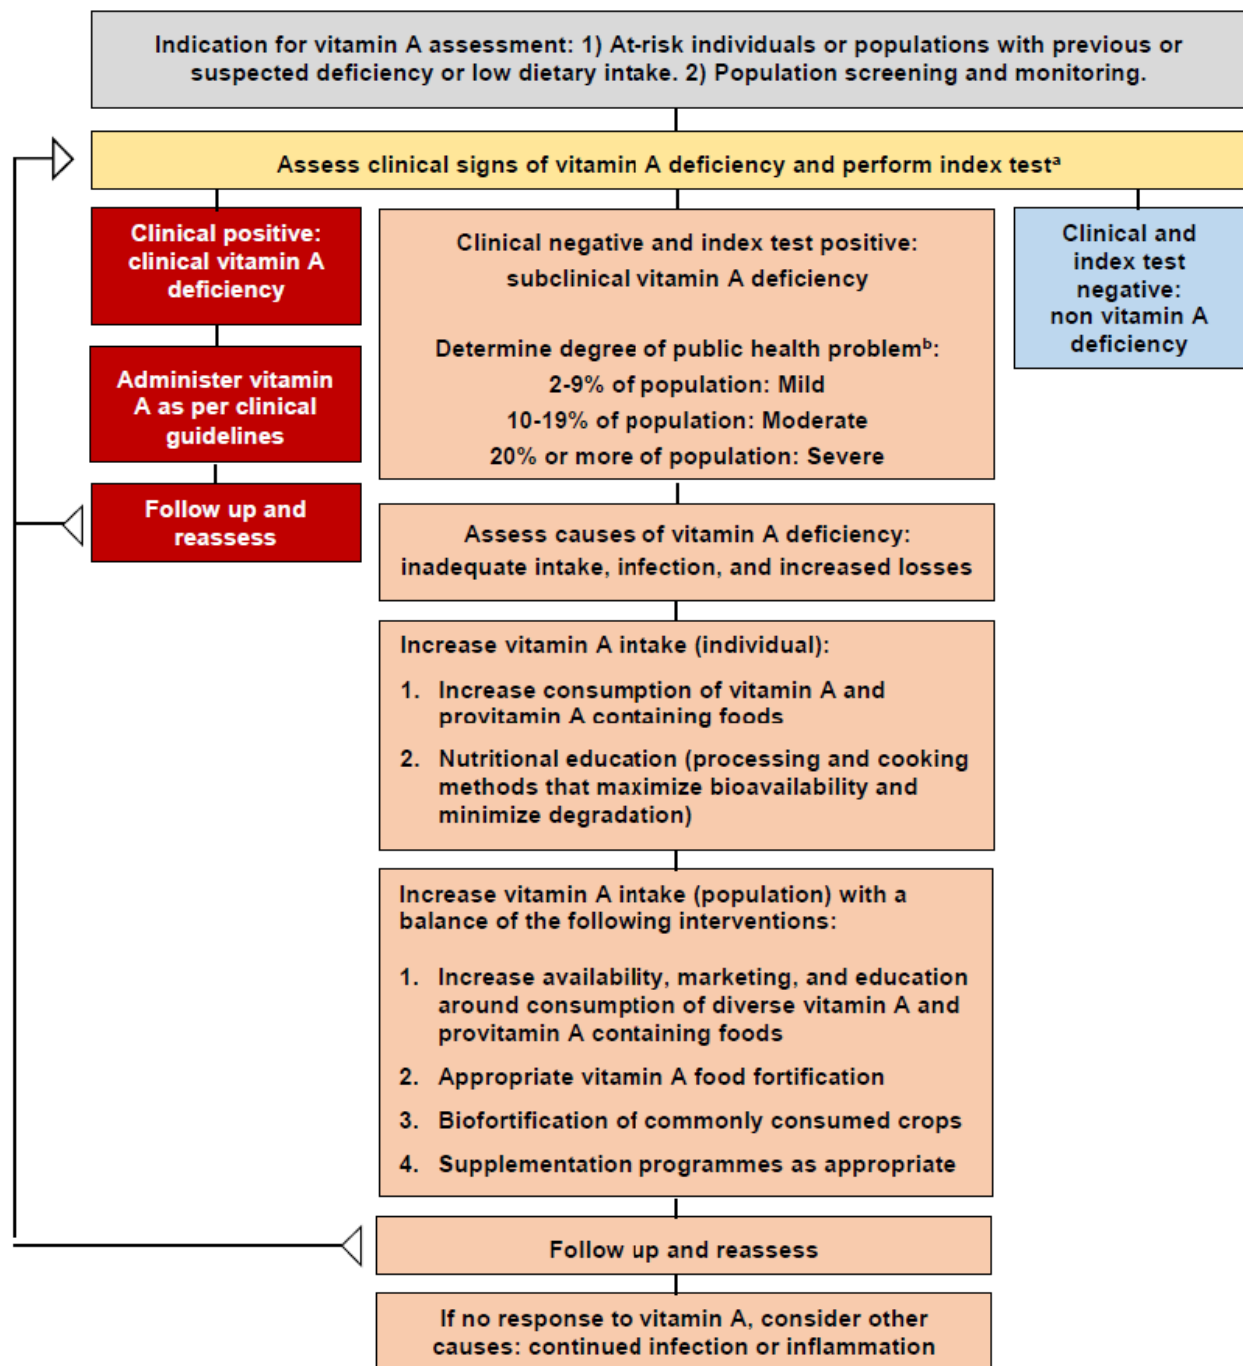 Indication for vitamin A assessment: 1) At-risk individuals or populations with previous or
suspected deficiency or low dietary intake. 2) Population screening and monitoring.
Assess clinical signs of vitamin A deficiency and perform index testᵃ
Clinical positive:
clinical vitamin A
deficiency
Administer vitamin
A as per clinical
guidelines
Follow up and
reassess
Clinical negative and index test positive:
subclinical vitamin A deficiency
Determine degree of public health problemᵇ:
2-9% of population: Mild
10-19% of population: Moderate
20% or more of population: Severe
Assess causes of vitamin A deficiency:
inadequate intake, infection, and increased losses
Increase vitamin A intake (individual):
1. Increase consumption of vitamin A and
provitamin A containing foods
2. Nutritional education (processing and cooking
methods that maximize bioavailability and
minimize degradation)
Increase vitamin A intake (population) with a
balance of the following interventions:
1. Increase availability, marketing, and education
around consumption of diverse vitamin A and
provitamin A containing foods
2. Appropriate vitamin A food fortification
3. Biofortification of commonly consumed crops
4. Supplementation programmes as appropriate
Follow up and reassess
If no response to vitamin A, consider other
causes: continued infection or inflammation
Clinical and
index test
negative:
non vitamin A
deficiency